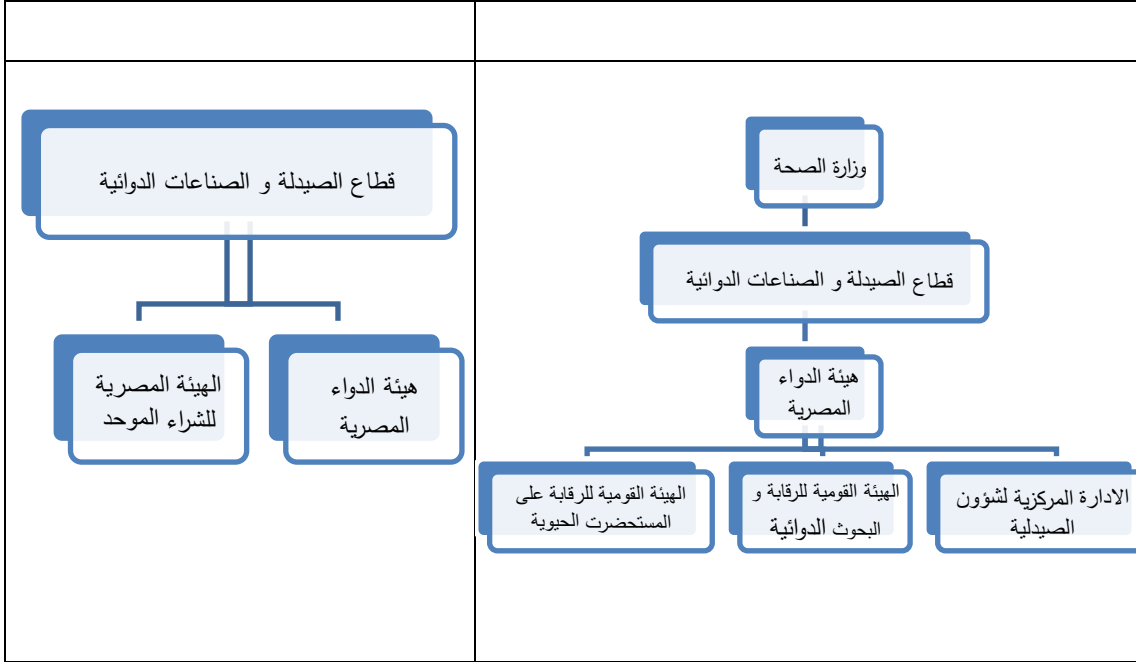 وزارة الصحة
قطاع الصيدلة و الصناعات الدوائية
هيئة الدواء
المصرية
الادارة المركزية لشؤون
الصيدلية
الهيئة القومية للرقابة و
البحوث الدوائية
الهيئة القومية للرقابة على
المستحضرت الحيوية
قطاع الصيدلة و الصناعات الدوائية
هيئة الدواء
المصرية
الهيئة المصرية
للشراء الموحد